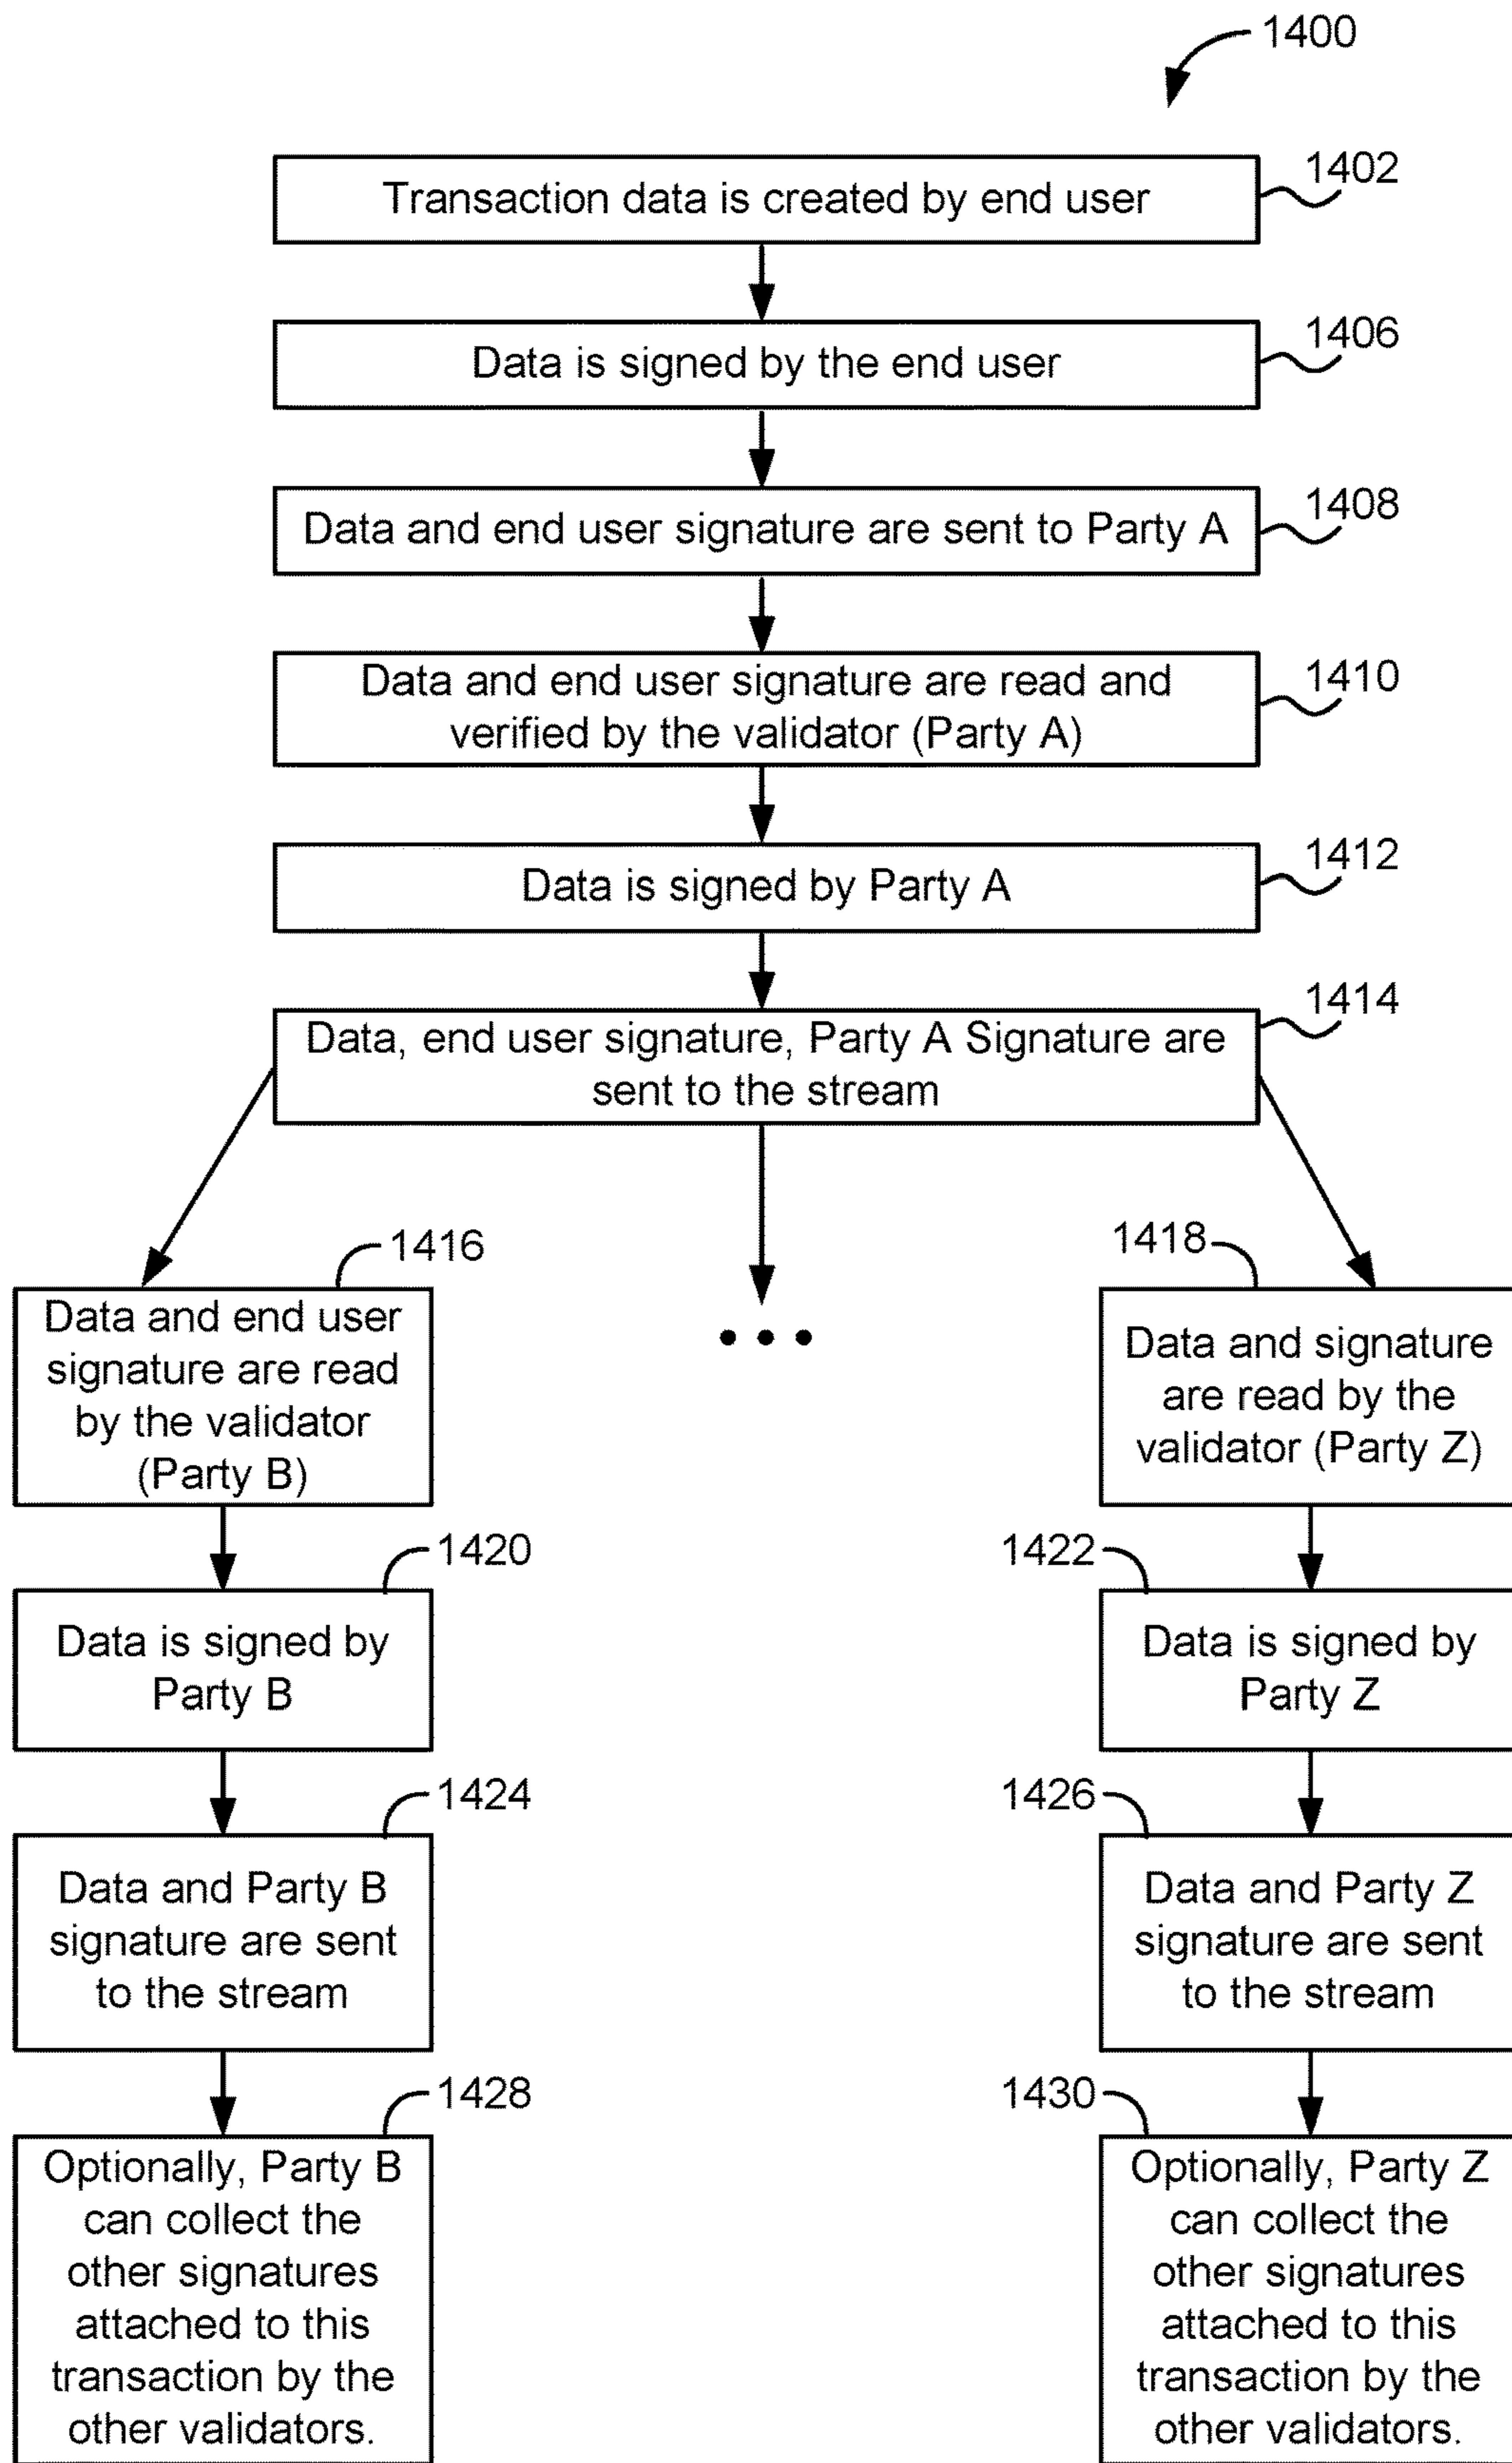 1400
Transaction data is created by end user
1402
Data is signed by the end user
1406
Data and end user signature are sent to Party A
1408
Data and end user signature are read and
verified by the validator (Party A)
1410
Data is signed by Party A
1412
Data, end user signature, Party A Signature are
sent to the stream
1414
1416
Data and end user
signature are read
by the validator
(Party B)
1418
Data and signature
are read by the
validator (Party Z)
1420
Data is signed by
Party B
1422
Data is signed by
Party Z
1424
Data and Party B
signature are sent
to the stream
1426
Data and Party Z
signature are sent
to the stream
1428
Optionally, Party B
can collect the
other signatures
attached to this
transaction by the
other validators.
1430
Optionally, Party Z
can collect the
other signatures
attached to this
transaction by the
other validators.